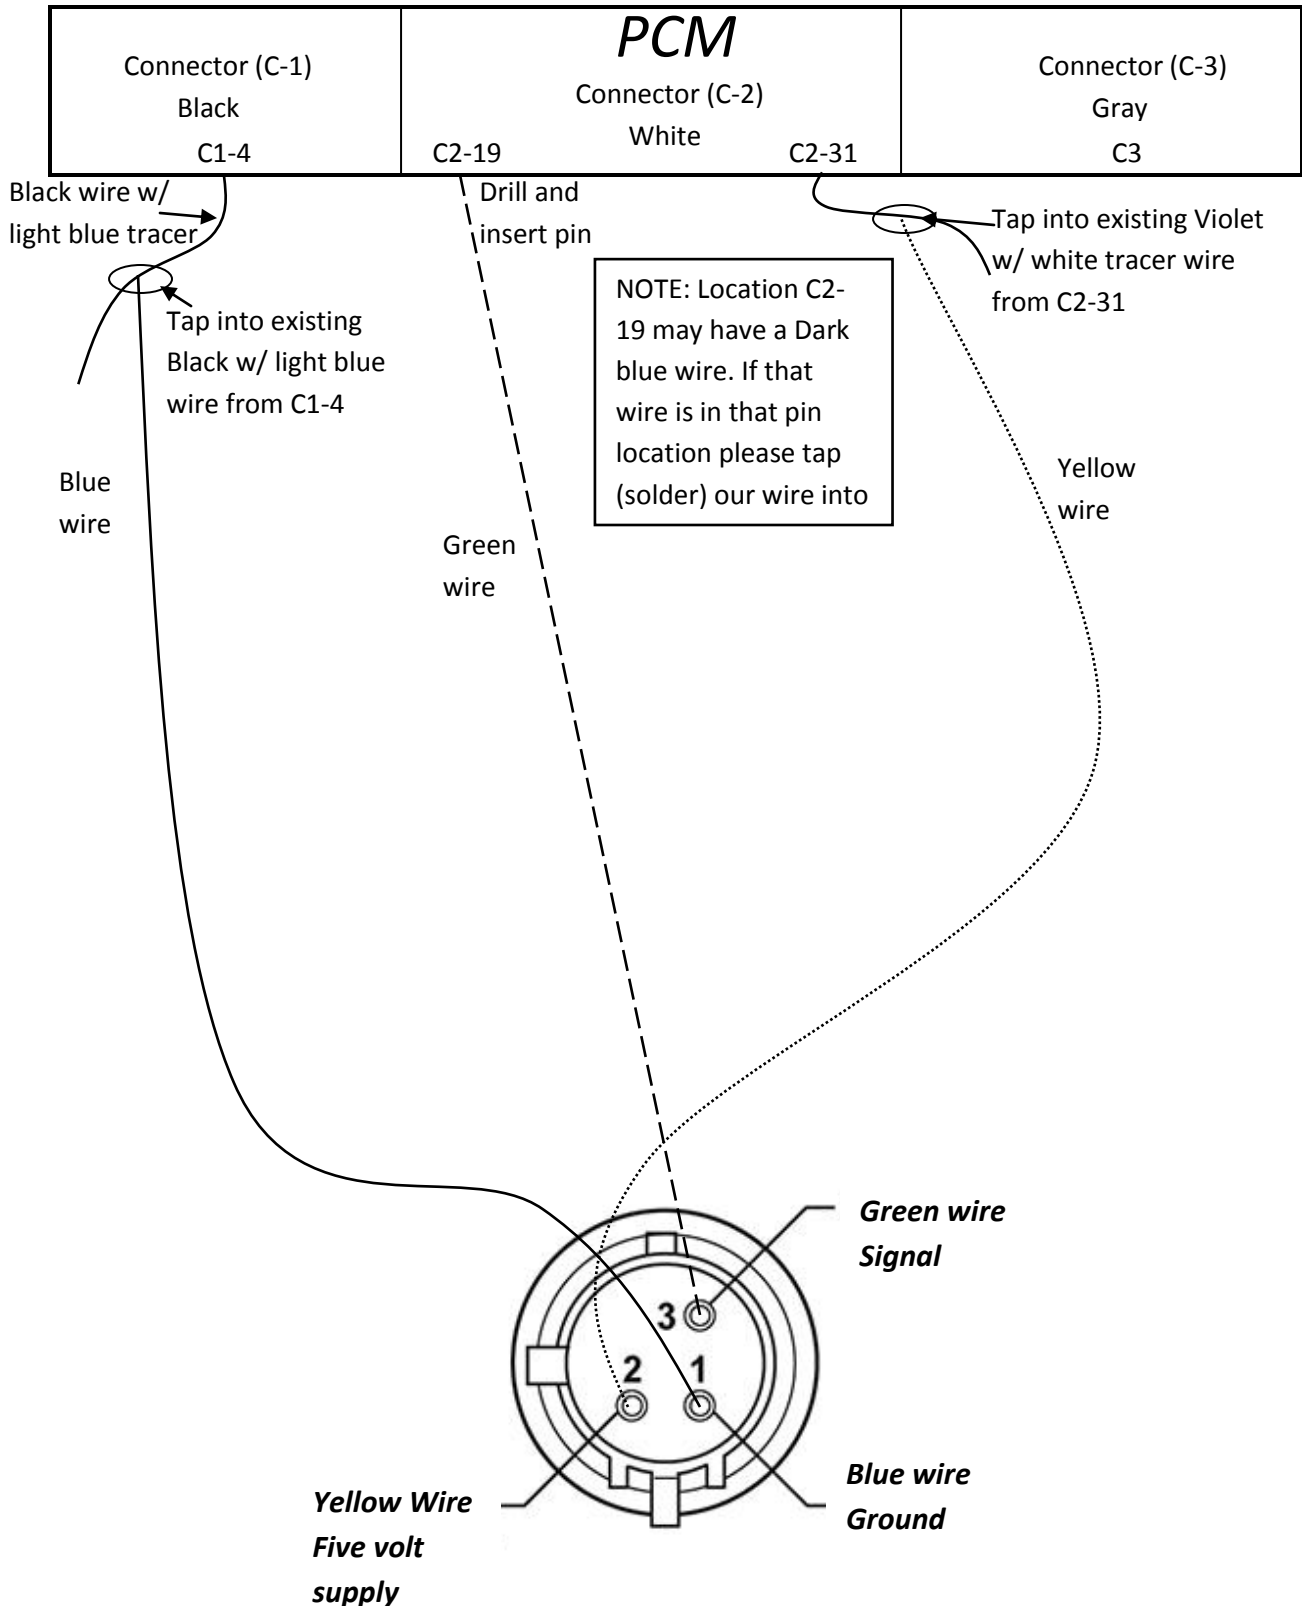 PCM
Connector (C-1)
Black
C1-4
Connector (C-2)
White
C2-19
C2-31
Connector (C-3)
Gray
C3
Black wire w/
light blue tracer
Drill and
insert pin
Tap into existing Violet
w/ white tracer wire
from C2-31
Tap into existing
Black w/ light blue
wire from C1-4
NOTE: Location C2-
19 may have a Dark
blue wire. If that
wire is in that pin
location please tap
(solder) our wire into
Blue
wire
Green
wire
Yellow
wire
Green wire
Signal
3
2
1
Blue wire
Ground
Yellow Wire
Five volt
supply